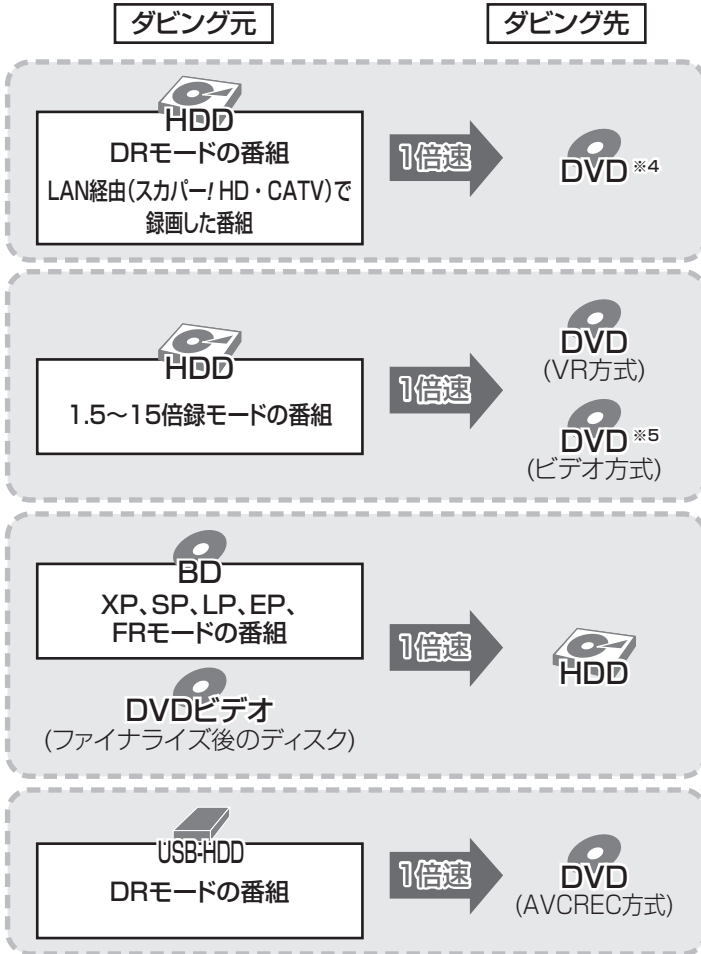 ダビング元
ダビング先
HDD
DRモードの番組
LAN経由(スカパー! HD・CATV)で
録画した番組
1倍速
DVD ※4
HDD
1.5~15倍録モードの番組
1倍速
DVD
(VR方式)
DVD ※5
(ビデオ方式)
BD
XP、SP、LP、EP、
FRモードの番組
DVDビデオ
(ファイナライズ後のディスク)
1倍速
HDD
USB-HDD
DRモードの番組
1倍速
DVD
(AVCREC方式)